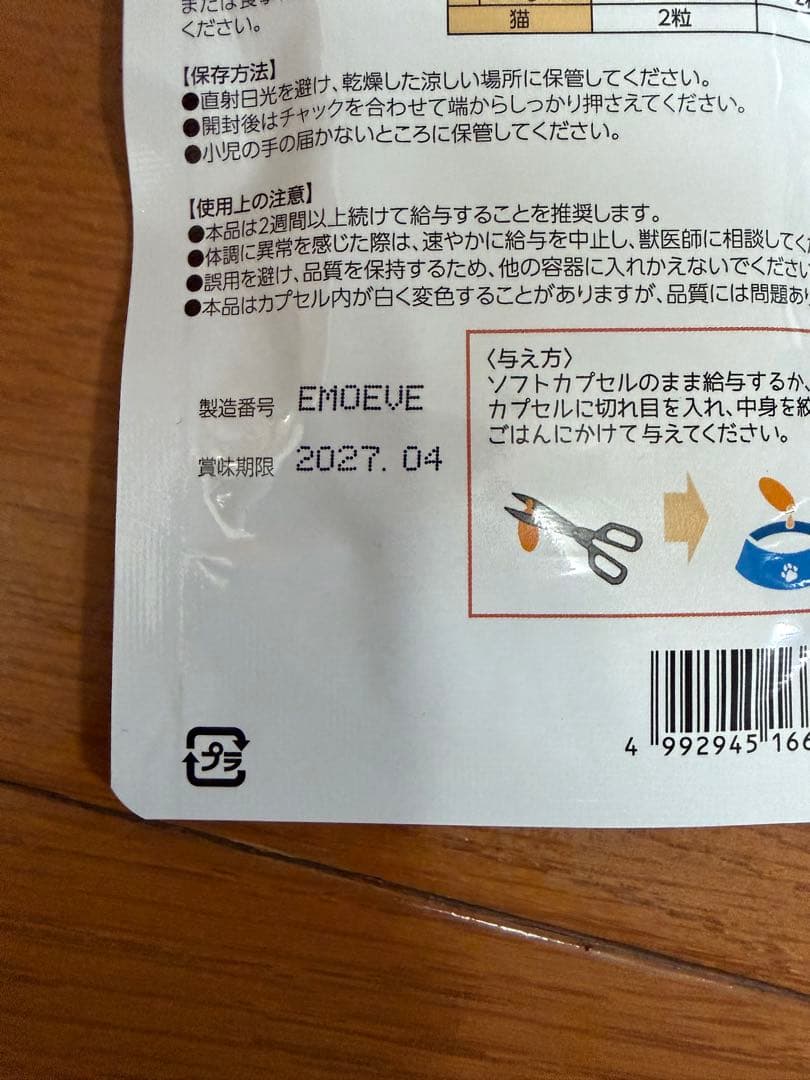 ください。
猫 2粒
【保存方法】
●直射日光を避け、乾燥した涼しい場所に保管してください。
●開封後はチャックを合わせて端からしっかり押さえてください。
●小児の手の届かないところに保管してください。
【使用上の注意】
●本品は2週間以上続けて給与することを推奨します。
●体調に異常を感じた際は、速やかに給与を中止し、獣医師に相談してく
●誤用を避け、品質を保持するため、他の容器に入れかえないでくださ
●本品はカプセル内が白く変色することがありますが、品質には問題あ
製造番号 EMOEVE
賞味期限 2027.04
〈与え方〉
ソフトカプセルのまま給与するか、
カプセルに切れ目を入れ、中身を絞
ごはんにかけて与えてください。
プラ
4 992945 166